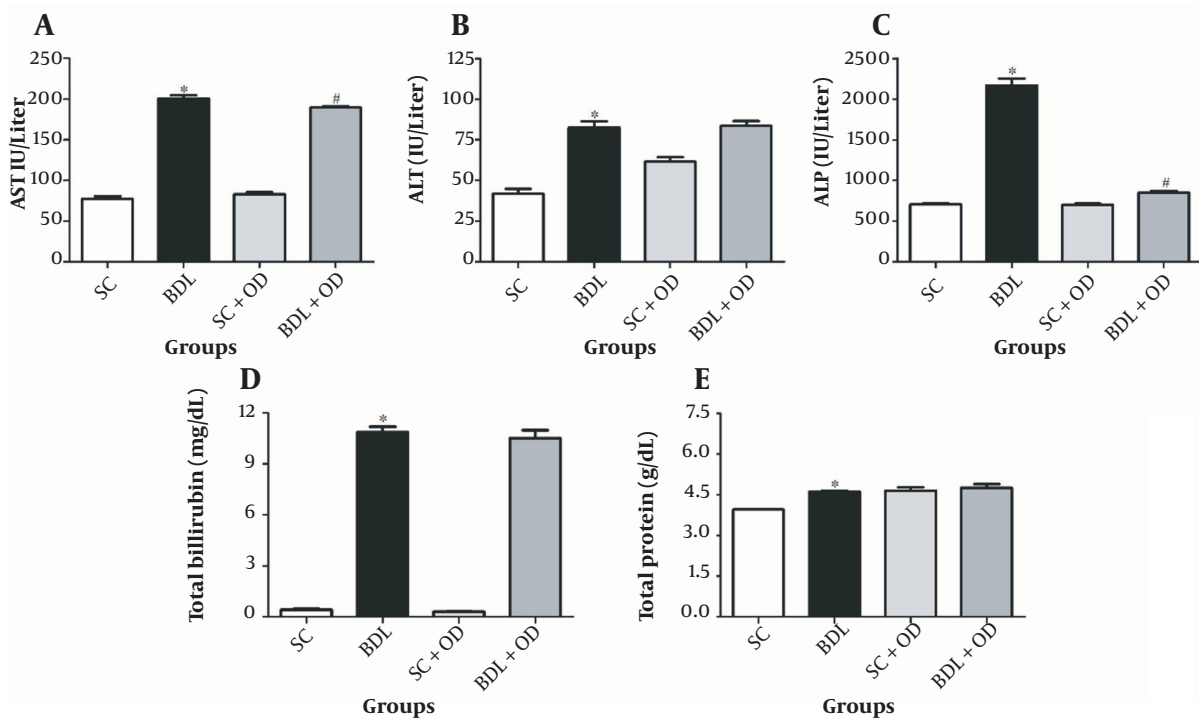 A
AST IU/Liter
250
200
150
100
50
0
*
#
SC
BDL
SC + OD
BDL + OD
Groups
B
ALT (IU/Liter)
125
100
75
50
25
0
*
SC
BDL
SC + OD
BDL + OD
Groups
C
ALP (IU/Liter)
2500
2000
1500
1000
5000
0
*
#
SC
BDL
SC + OD
BDL + OD
Groups
D
Total billirubin (mg/dL)
12
9
6
3
0
*
SC
BDL
SC + OD
BDL + OD
Groups
E
Total protein (g/dL)
7.5
6.0
4.5
3.0
1.5
0.0
*
SC
BDL
SC + OD
BDL + OD
Groups